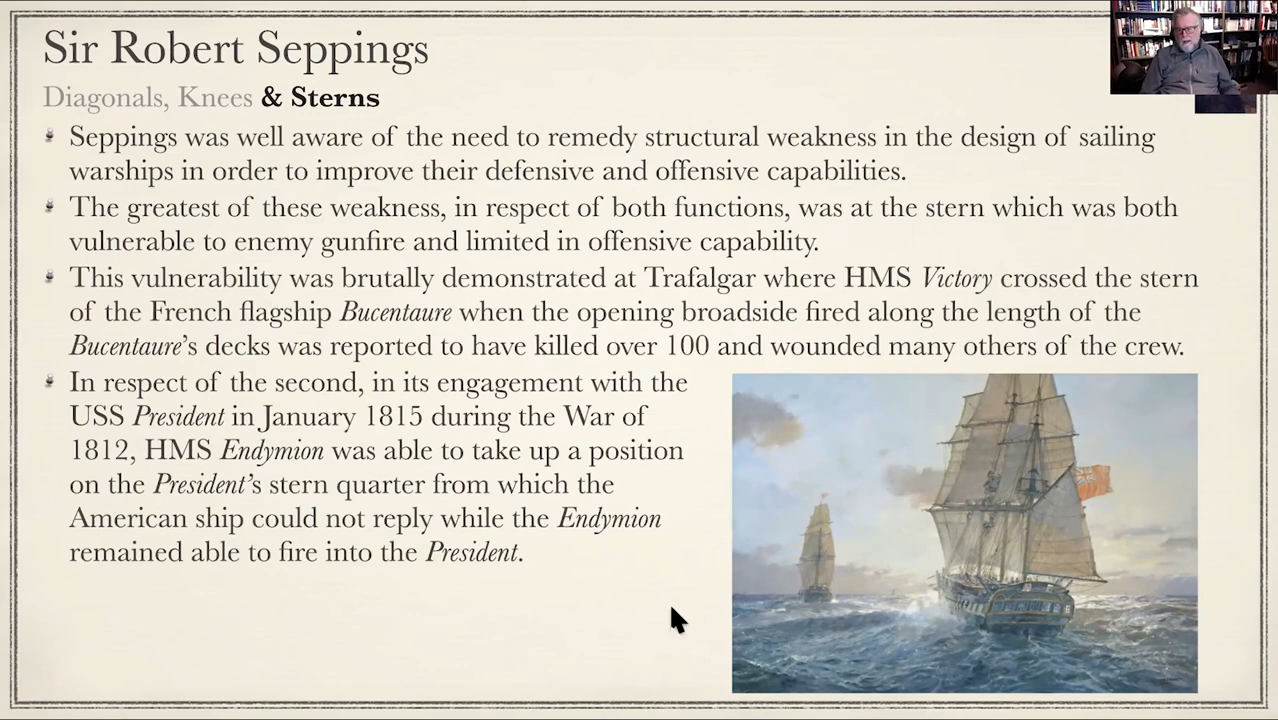 Sir Robert Seppings
Diagonals, Knees & Sterns
Seppings was well aware of the need to remedy structural weakness in the design of sailing
warships in order to improve their defensive and offensive capabilities.
The greatest of these weakness, in respect of both functions, was at the stern which was both
vulnerable to enemy gunfire and limited in offensive capability.
This vulnerability was brutally demonstrated at Trafalgar where HMS Victory crossed the stern
of the French flagship Bucentaure when the opening broadside fired along the length of the
Bucentaure’s decks was reported to have killed over 100 and wounded many others of the crew.
In respect of the second, in its engagement with the
USS President in January 1815 during the War of
1812, HMS Endymion was able to take up a position
on the President’s stern quarter from which the
American ship could not reply while the Endymion
remained able to fire into the President.